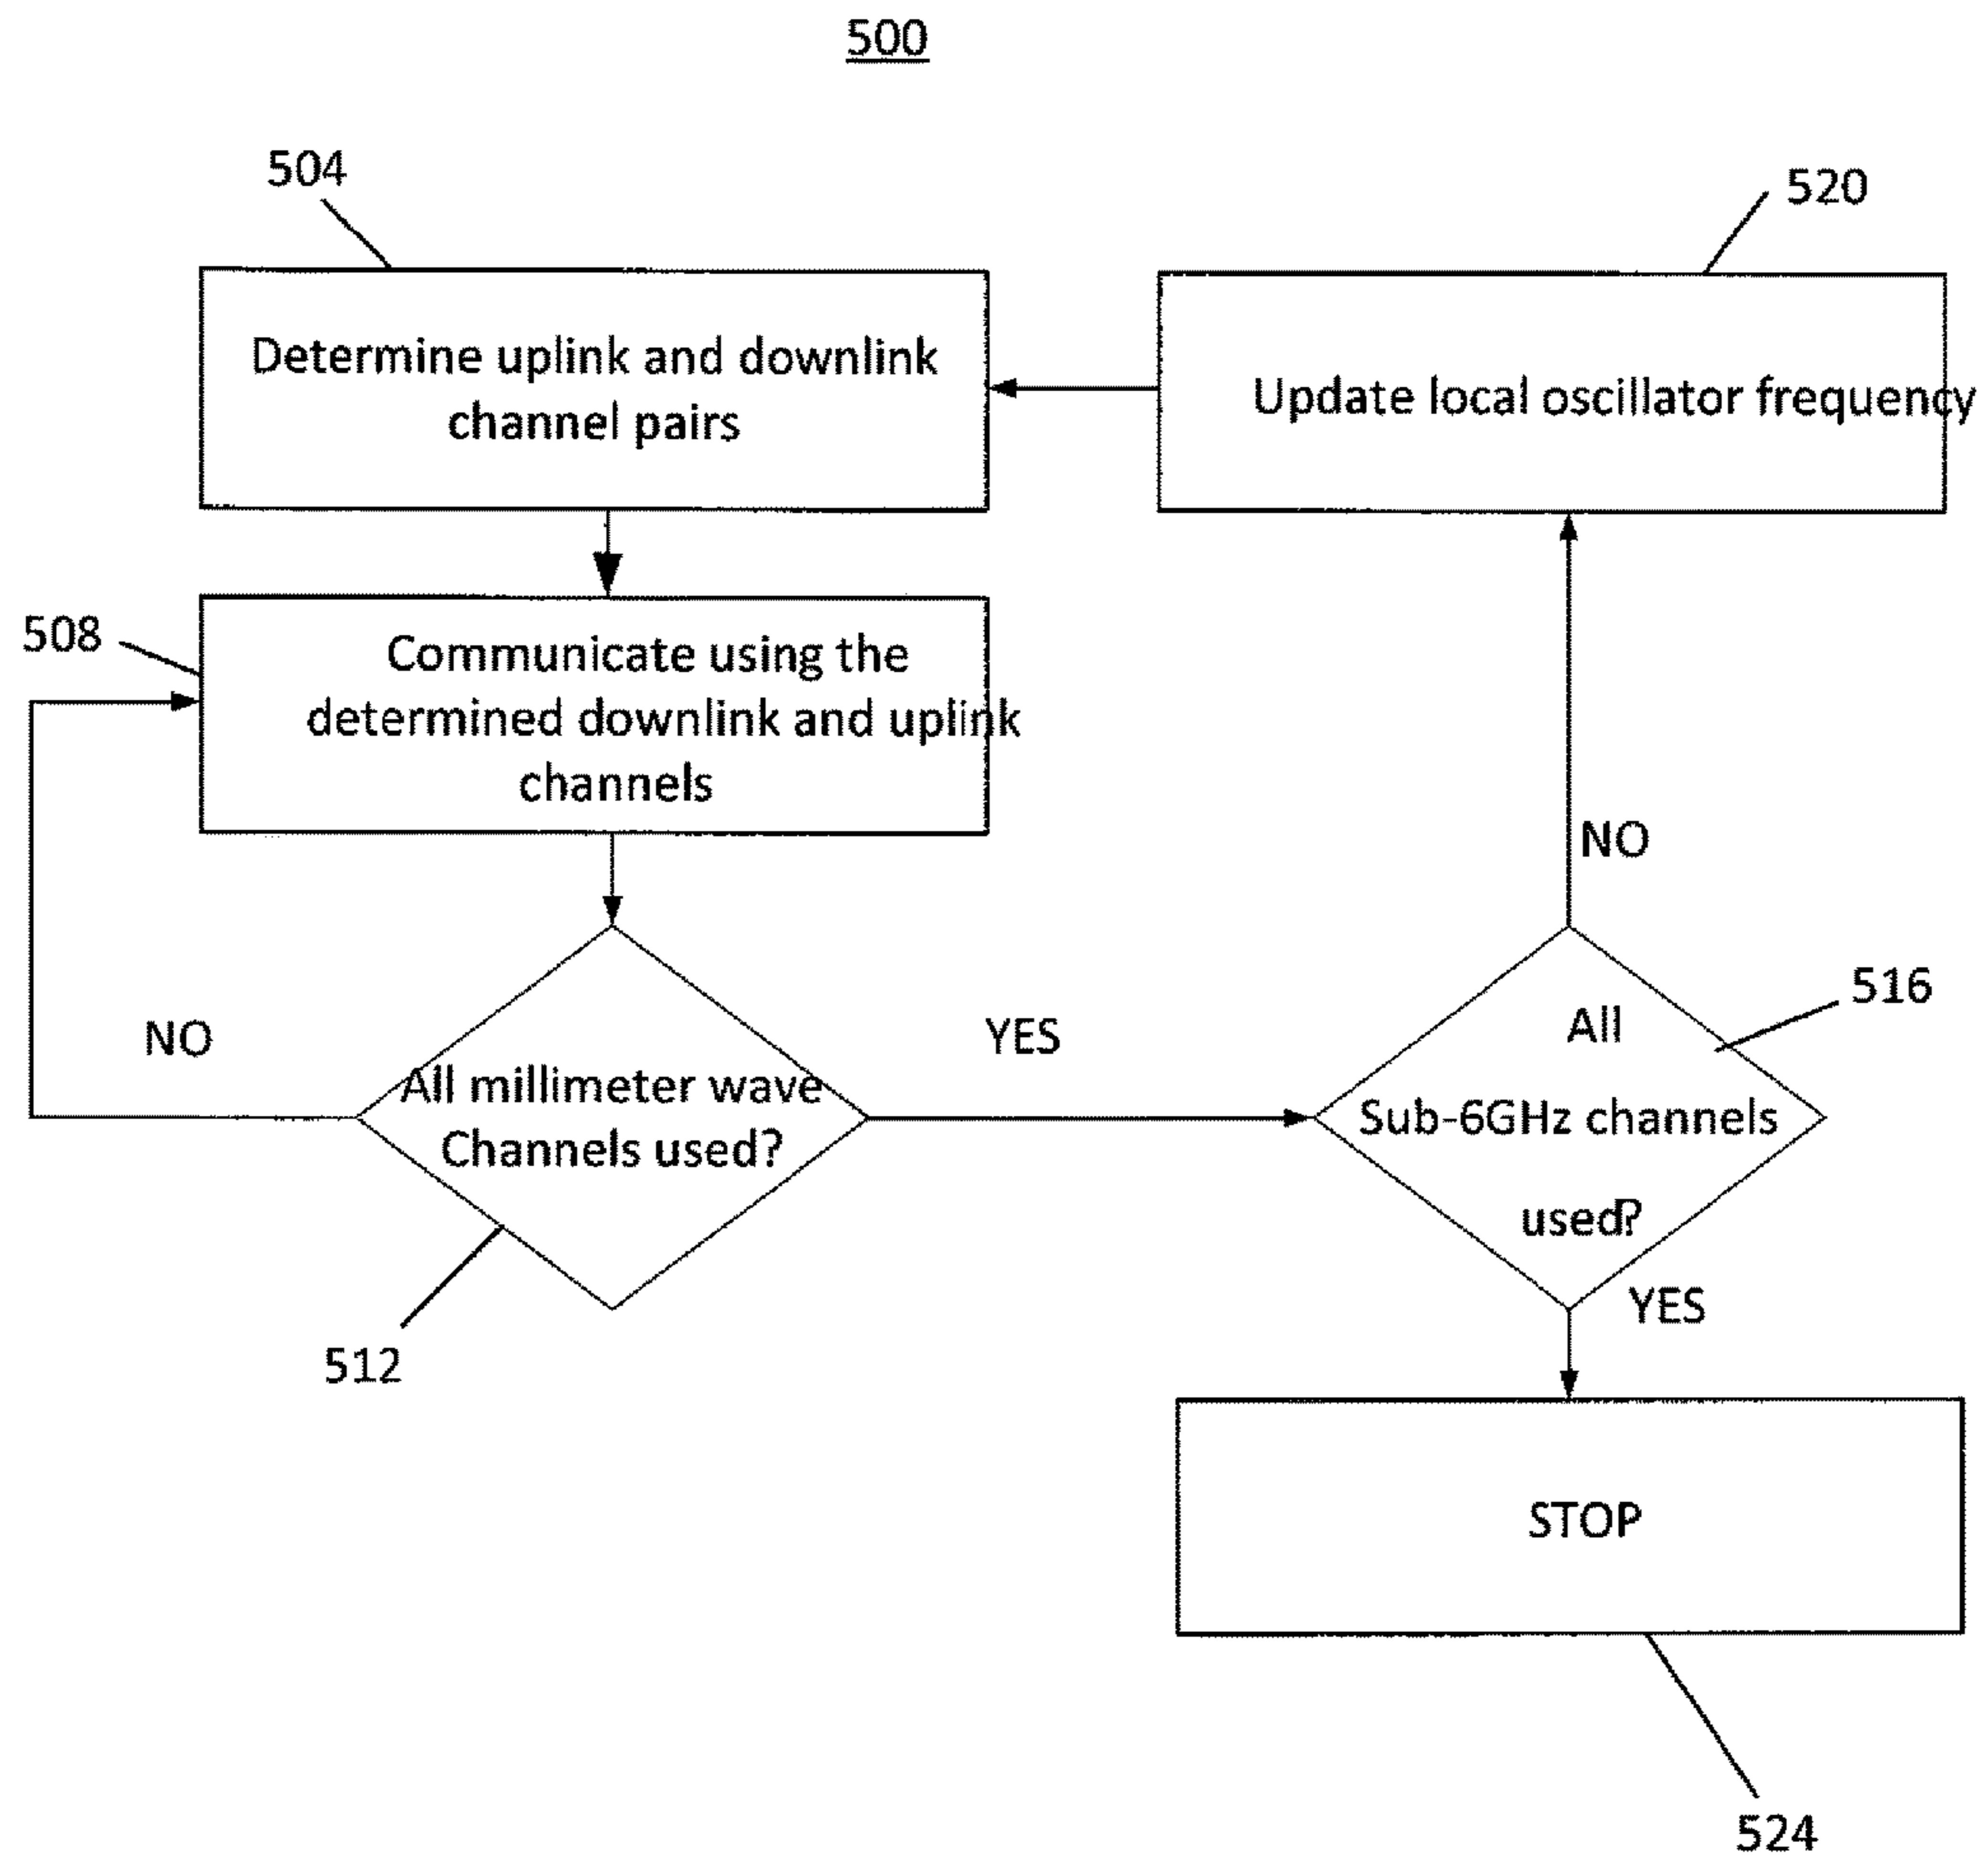 500
504
520
Determine uplink and downlink
channel pairs
Update local oscillator frequency
508
Communicate using the
determined downlink and uplink
channels
NO
NO
YES
All millimeter wave
Channels used?
516
All
Sub-6GHz channels
used?
YES
512
STOP
524